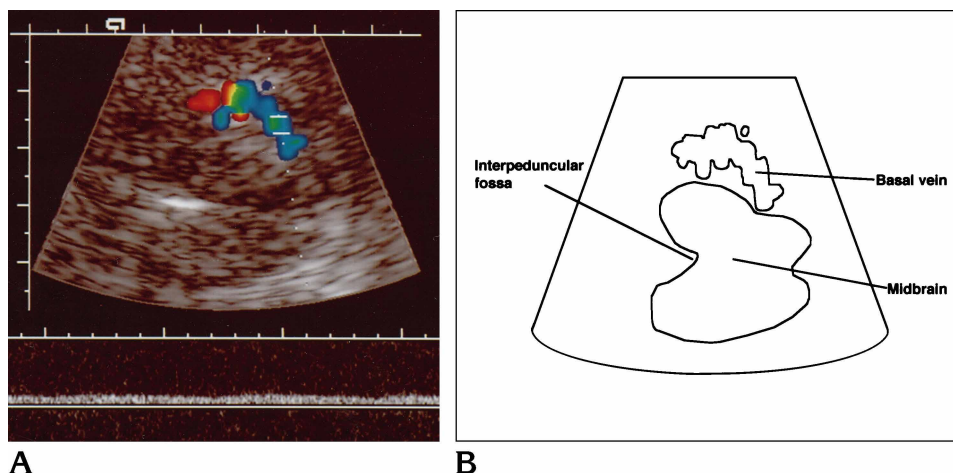 Interpeduncular
fossa
Basal vein
Midbrain
A
B